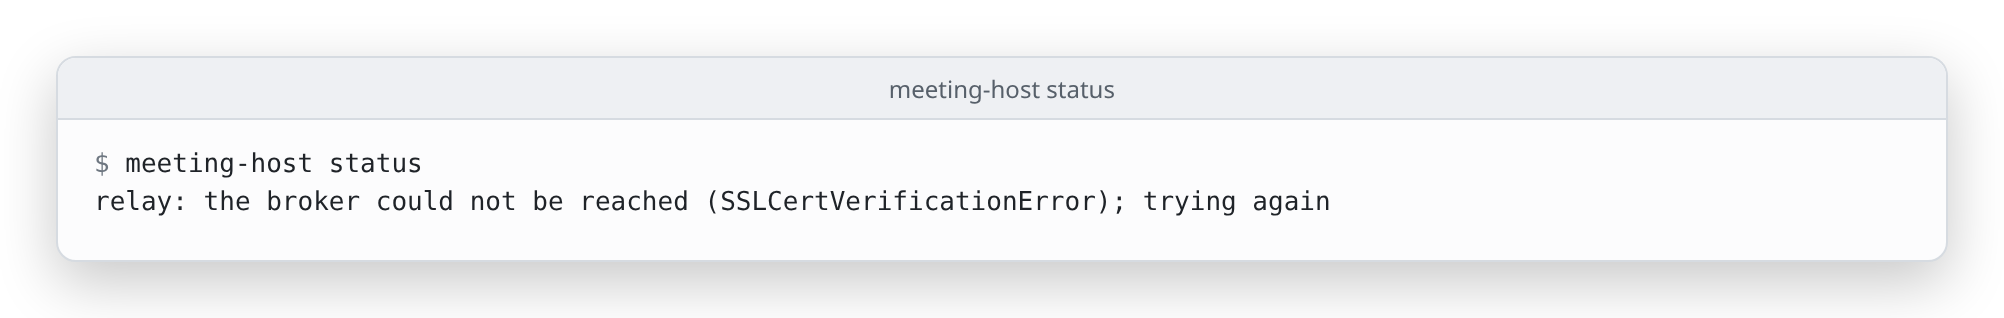 meeting-host status
$ meeting-host status
relay: the broker could not be reached (SSLCertVerificationError); trying again